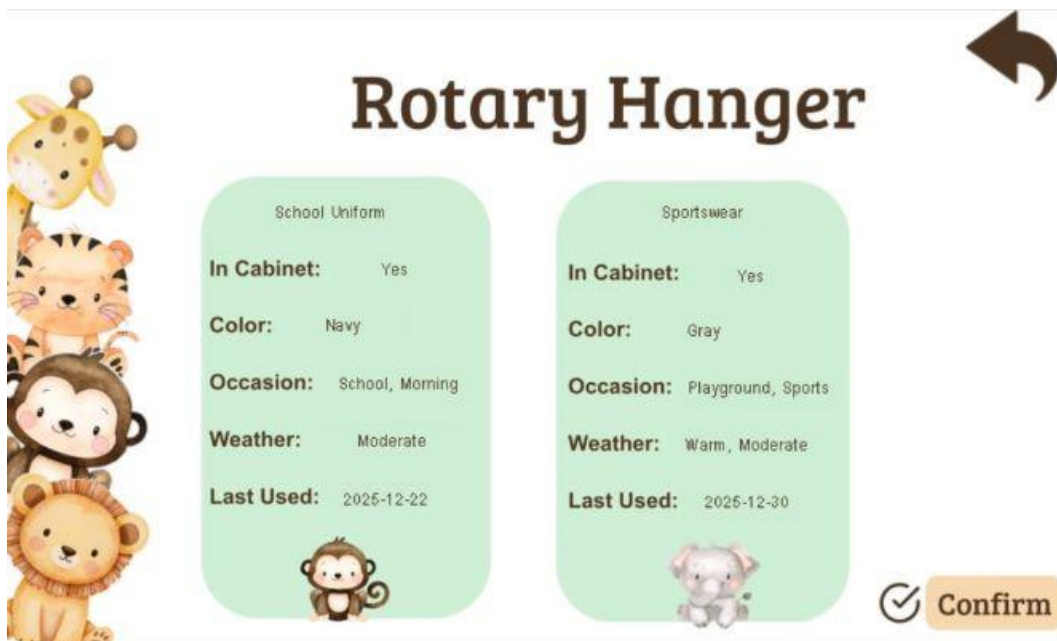 Rotary Hanger
School Uniform
In Cabinet: Yes
Color: Navy
Occasion: School, Morning
Weather: Moderate
Last Used: 2025-12-22
Sportswear
In Cabinet: Yes
Color: Gray
Occasion: Playground, Sports
Weather: Warm, Moderate
Last Used: 2025-12-30
Confirm